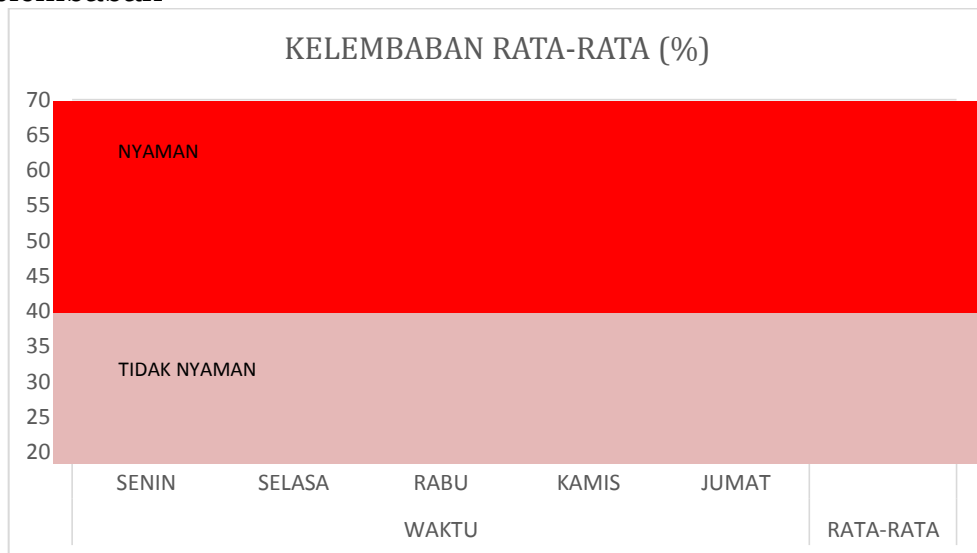 KELEMBABAN RATA-RATA (%)
70
65
NYAMAN
60
55
50
45
40
35
TIDAK NYAMAN
30
25
20
SENIN SELASA RABU KAMIS JUMAT
WAKTU RATA-RATA